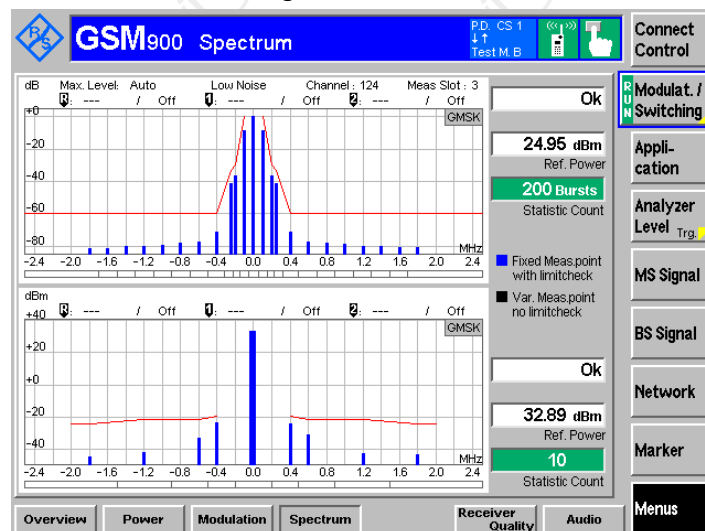 R&S GSM900 Spectrum P.D. CS 1
Test M. B
Connect Control
dB Max. Level: Auto Low Noise Channel : 124 Meas Slot : 3
R: --- / Off 1: --- / Off 2: --- / Off
GMSK
+0
-20
-40
-60
-80
MHz
-2.4 -2.0 -1.6 -1.2 -0.8 -0.4 0.0 0.4 0.8 1.2 1.6 2.0 2.4
Ok
24.95 dBm
Ref. Power
200 Bursts
Statistic Count
Fixed Meas.point
with limitcheck
Var. Meas.point
no limitcheck
dBm
R: --- / Off 1: --- / Off 2: --- / Off
GMSK
+40
+20
+0
-20
-40
MHz
-2.4 -2.0 -1.6 -1.2 -0.8 -0.4 0.0 0.4 0.8 1.2 1.6 2.0 2.4
Ok
32.89 dBm
Ref. Power
10
Statistic Count
RUN
Modulat. /
Switching
Appli-
cation
Analyzer
Level Trg.
MS Signal
BS Signal
Network
Marker
Menus
Overview Power Modulation Spectrum Receiver Quality Audio